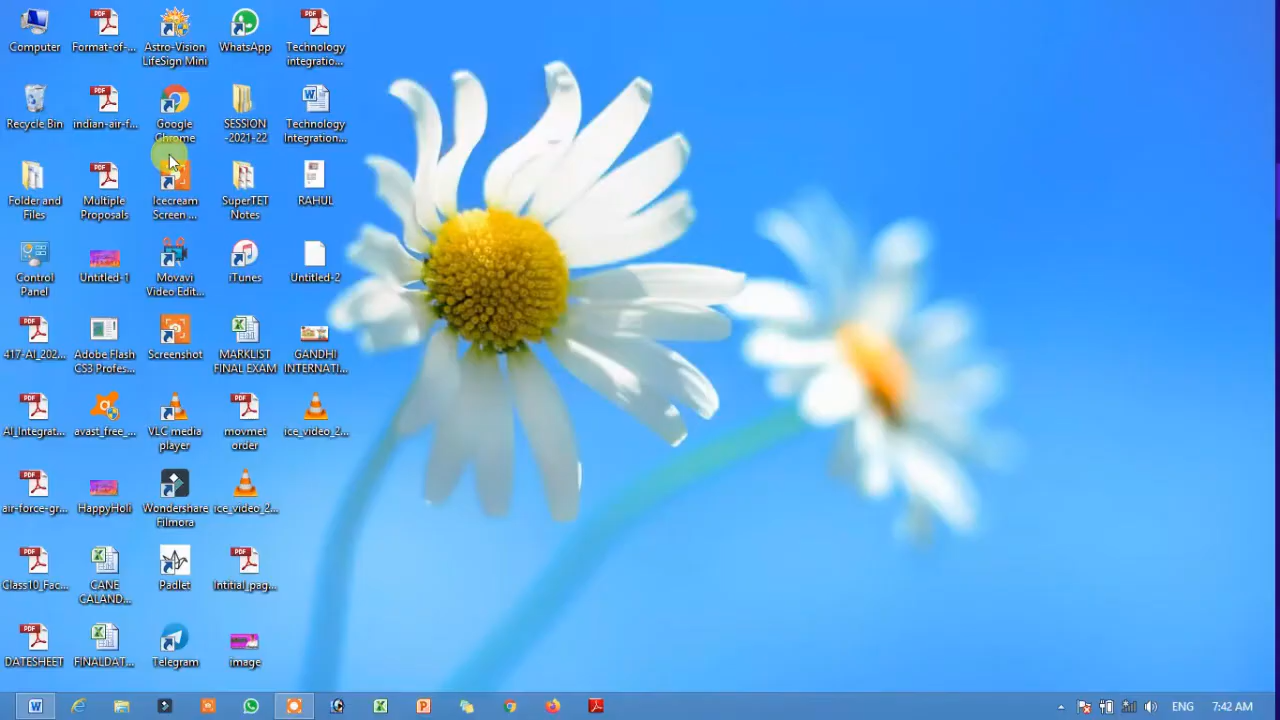 Computer
Format-of-...
Astro-Vision
LifeSign Mini
WhatsApp
Technology
integratio...
Recycle Bin
indian-air-f...
Google
Chrome
SESSION
-2021-22
Technology
Integration...
Folder and
Files
Multiple
Proposals
Icecream
Screen ...
SuperTET
Notes
RAHUL
Control
Panel
Untitled-1
Movavi
Video Edit...
iTunes
Untitled-2
417-AI_202...
Adobe Flash
CS3 Profes...
Screenshot
MARKLIST
FINAL EXAM
GANDHI
INTERNATI...
AI_Integrat...
avast_free_...
VLC media
player
movmet
order
ice_video_2...
air-force-gr...
HappyHoli
Wondershare
Filmora
ice_video_2...
Class10_Fac...
CANE
CALAND...
Padlet
Intitial_pag...
DATESHEET
FINALDAT...
Telegram
image
ENG
7:42 AM